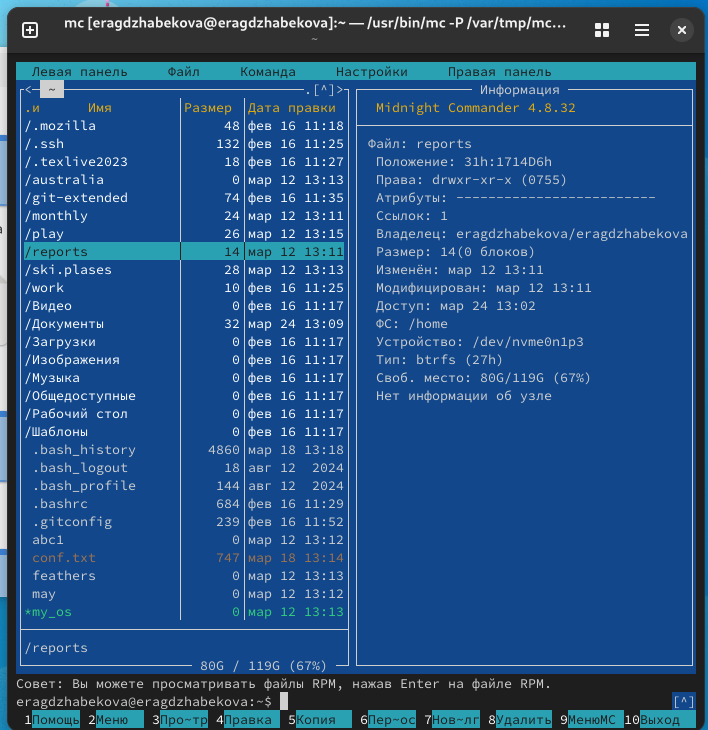 mc [eragdzhabekova@eragdzhabekova]:~ — /usr/bin/mc -P /var/tmp/mc…
~
Левая панель Файл Команда Настройки Правая панель
<─ ~ .[^]>
.и Имя Размер Дата правки
/.mozilla 48 фев 16 11:18
/.ssh 132 фев 16 11:25
/.texlive2023 18 фев 16 11:27
/australia 0 мар 12 13:13
/git-extended 74 фев 16 11:35
/monthly 24 мар 12 13:11
/play 26 мар 12 13:15
/reports 14 мар 12 13:11
/ski.plases 28 мар 12 13:13
/work 10 фев 16 11:25
/Видео 0 фев 16 11:17
/Документы 32 мар 24 13:09
/Загрузки 0 фев 16 11:17
/Изображения 0 фев 16 11:17
/Музыка 0 фев 16 11:17
/Общедоступные 0 фев 16 11:17
/Рабочий стол 0 фев 16 11:17
/Шаблоны 0 фев 16 11:17
.bash_history 4860 мар 18 13:18
.bash_logout 18 авг 12 2024
.bash_profile 144 авг 12 2024
.bashrc 684 фев 16 11:29
.gitconfig 239 фев 16 11:52
abc1 0 мар 12 13:12
conf.txt 747 мар 18 13:14
feathers 0 мар 12 13:13
may 0 мар 12 13:12
*my_os 0 мар 12 13:13
/reports
80G / 119G (67%)
Информация
Midnight Commander 4.8.32
Файл: reports
Положение: 31h:1714D6h
Права: drwxr-xr-x (0755)
Атрибуты: -------------------------
Ссылок: 1
Владелец: eragdzhabekova/eragdzhabekova
Размер: 14(0 блоков)
Изменён: мар 12 13:11
Модифицирован: мар 12 13:11
Доступ: мар 24 13:02
ФС: /home
Устройство: /dev/nvme0n1p3
Тип: btrfs (27h)
Своб. место: 80G/119G (67%)
Нет информации об узле
Совет: Вы можете просматривать файлы RPM, нажав Enter на файле RPM.
eragdzhabekova@eragdzhabekova:~$ [^]
1Помощь 2Меню 3Про~тр 4Правка 5Копия 6Пер~ос 7Нов~лг 8Удалить 9МенюMC 10Выход